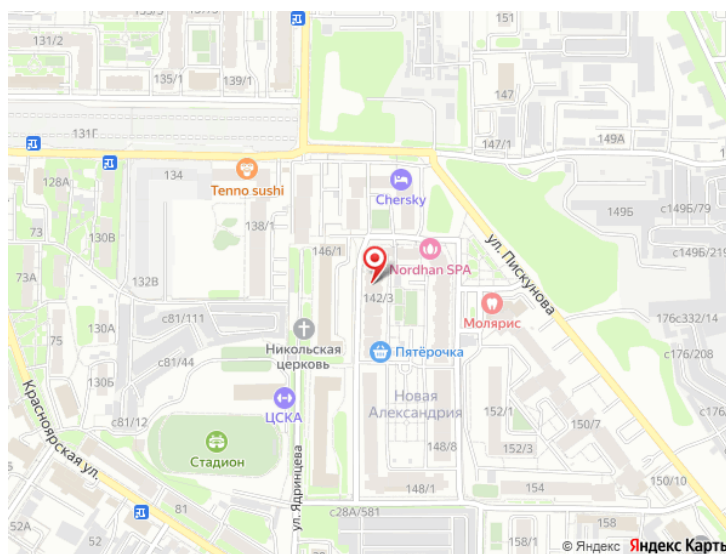 151
131/2
135/1
139/1
147
131Г
147/1
149А
128А
134
Tenno sushi
Chersky
149Б
с149Б/79
73
130В
138/1
146/1
ул. Пискунова
с149Б/219
Nordhan SPA
73А
132В
142/3
с81/111
176с332/14
Молярис
130А
75
Никольская
церковь
Пятёрочка
с81/44
с176/208
130Б
Новая
Александрия
с81/12
ЦСКА
152/1
150/7
Красноярская ул.
Стадион
148/8
152/3
ул. Ядринцева
150/10
148/1
154
81
с28А/581
52А
158
158/1
© Яндекс Яндекс Карты